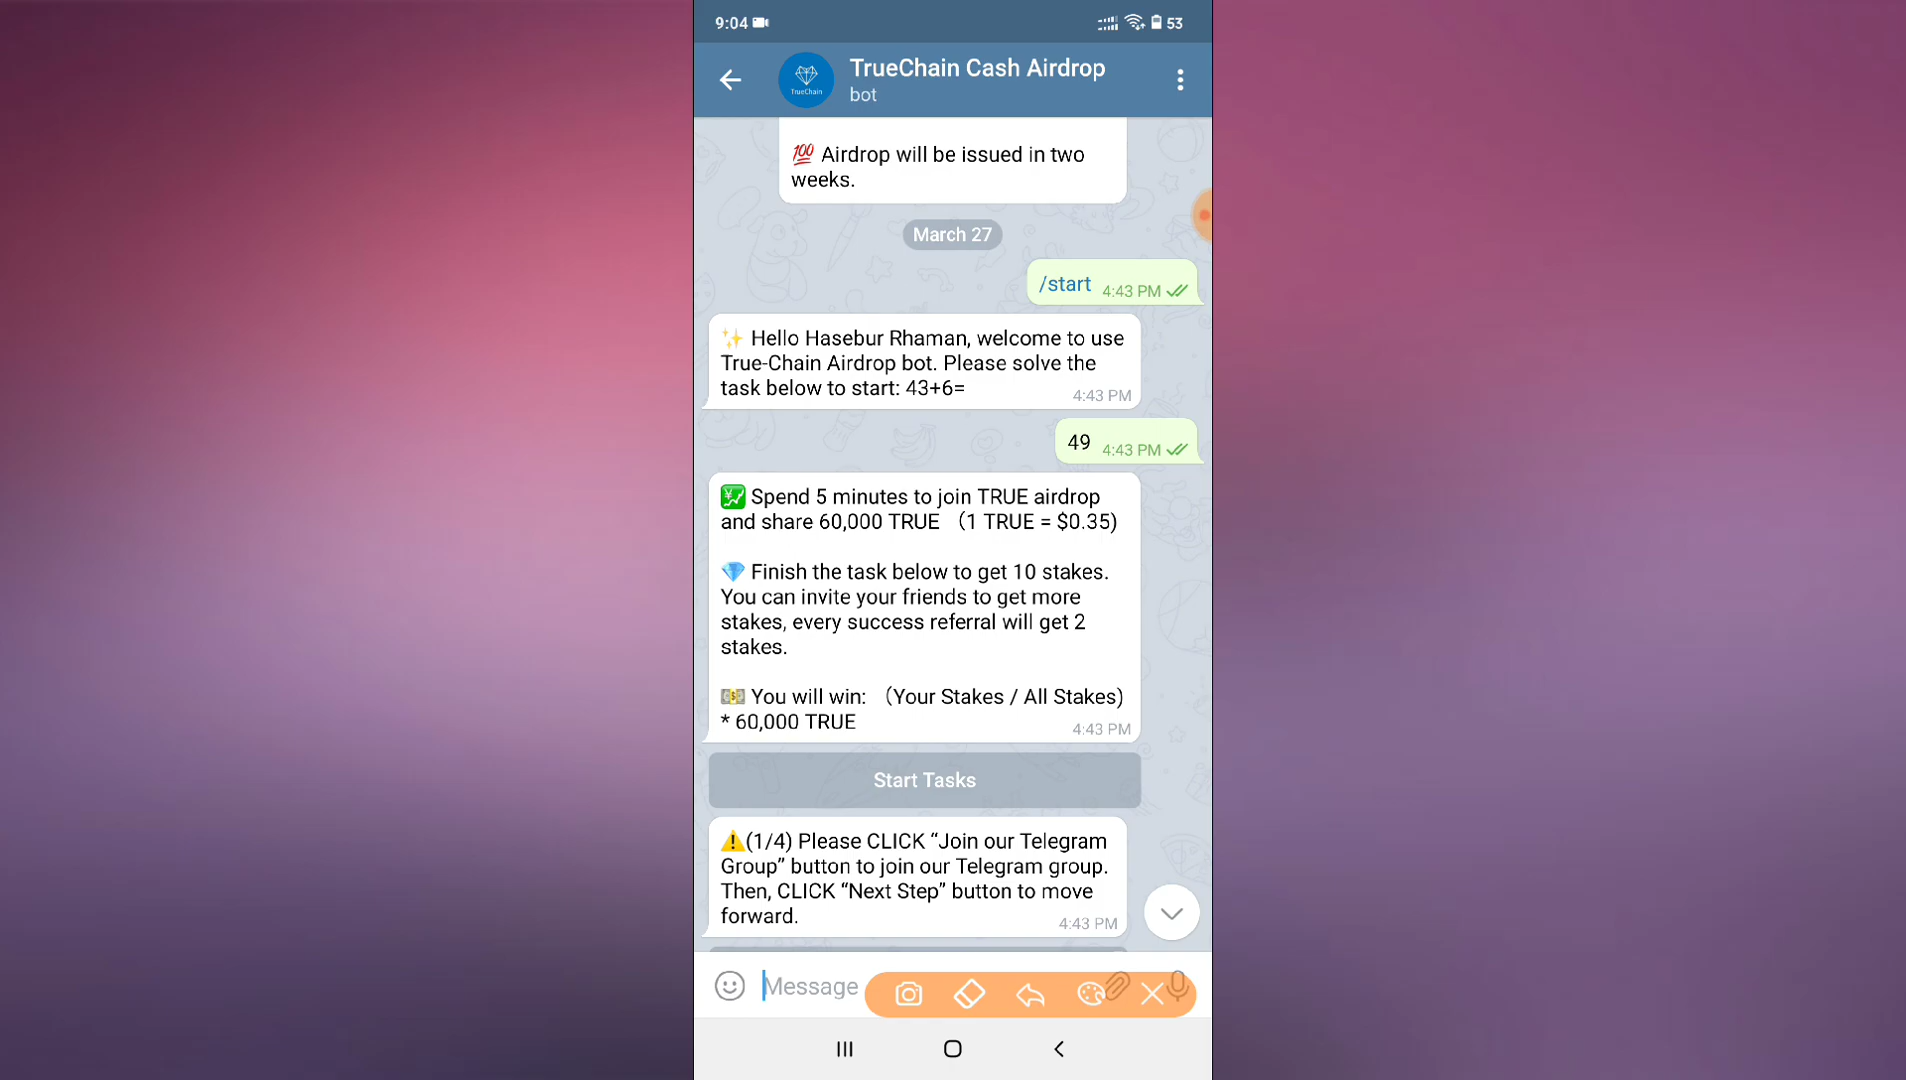 9:04
53
TrueChain Cash Airdrop
bot
TrueChain
💯 Airdrop will be issued in two
weeks.
March 27
/start 4:43 PM
✨ Hello Hasebur Rhaman, welcome to use
True-Chain Airdrop bot. Please solve the
task below to start: 43+6=
4:43 PM
49 4:43 PM
💹 Spend 5 minutes to join TRUE airdrop
and share 60,000 TRUE （1 TRUE = $0.35)
💎 Finish the task below to get 10 stakes.
You can invite your friends to get more
stakes, every success referral will get 2
stakes.
💵 You will win: （Your Stakes / All Stakes)
* 60,000 TRUE
4:43 PM
Start Tasks
⚠️(1/4) Please CLICK “Join our Telegram
Group” button to join our Telegram group.
Then, CLICK “Next Step” button to move
forward.
4:43 PM
Message